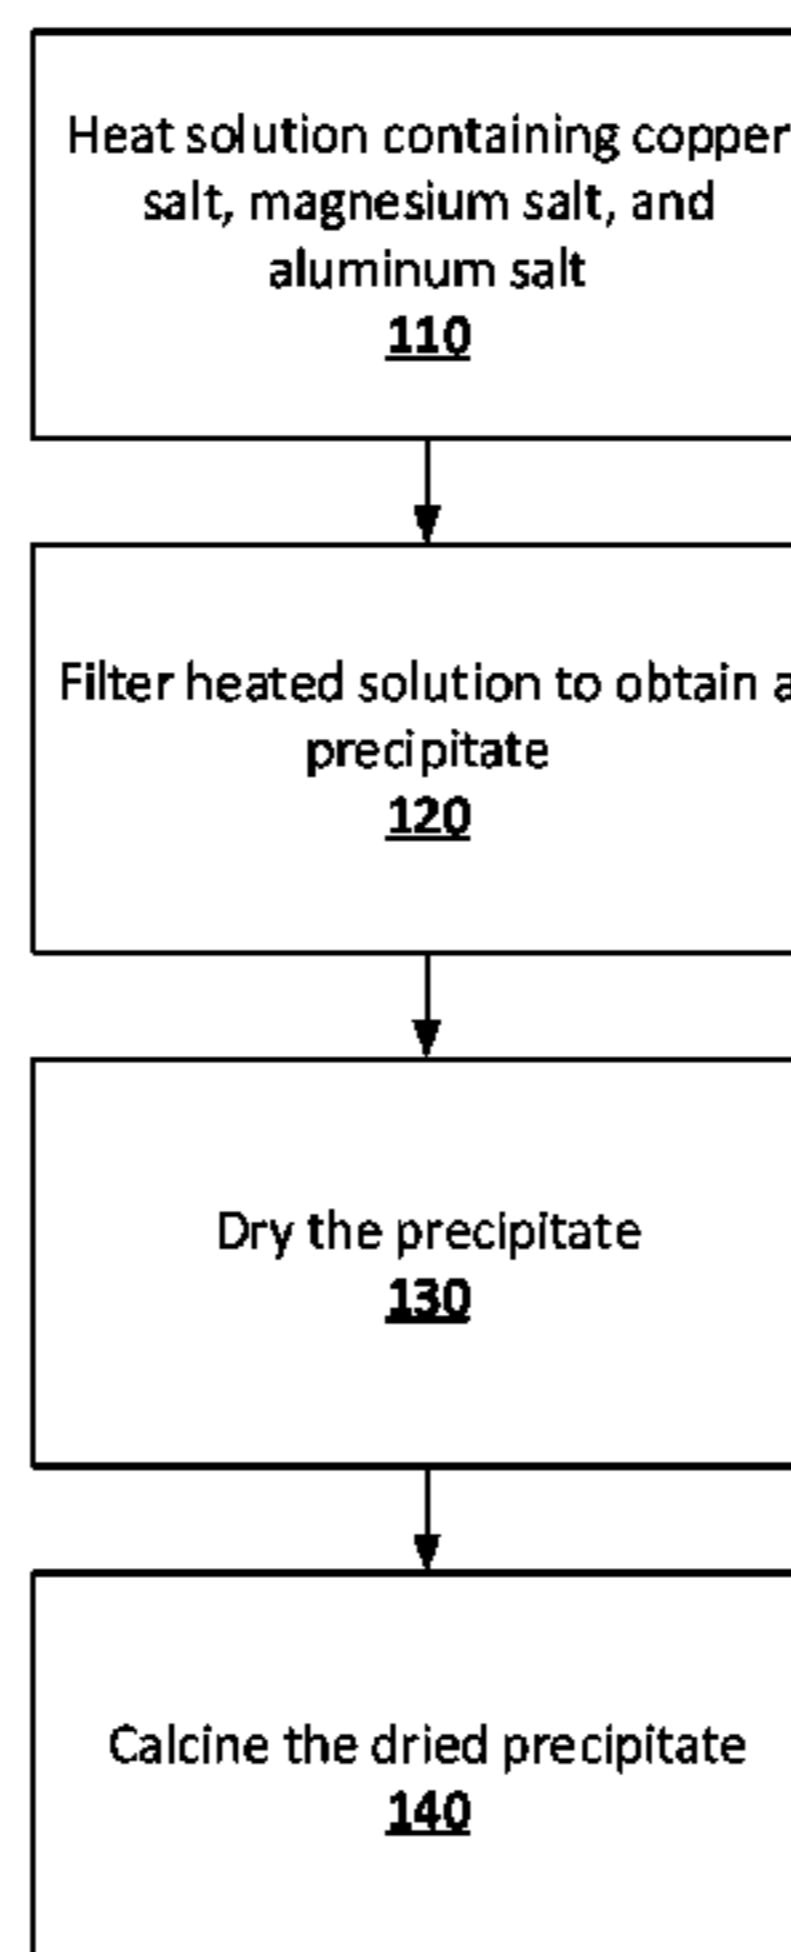 Heat solution containing copper
salt, magnesium salt, and
aluminum salt
110
Filter heated solution to obtain a
precipitate
120
Dry the precipitate
130
Calcine the dried precipitate
140